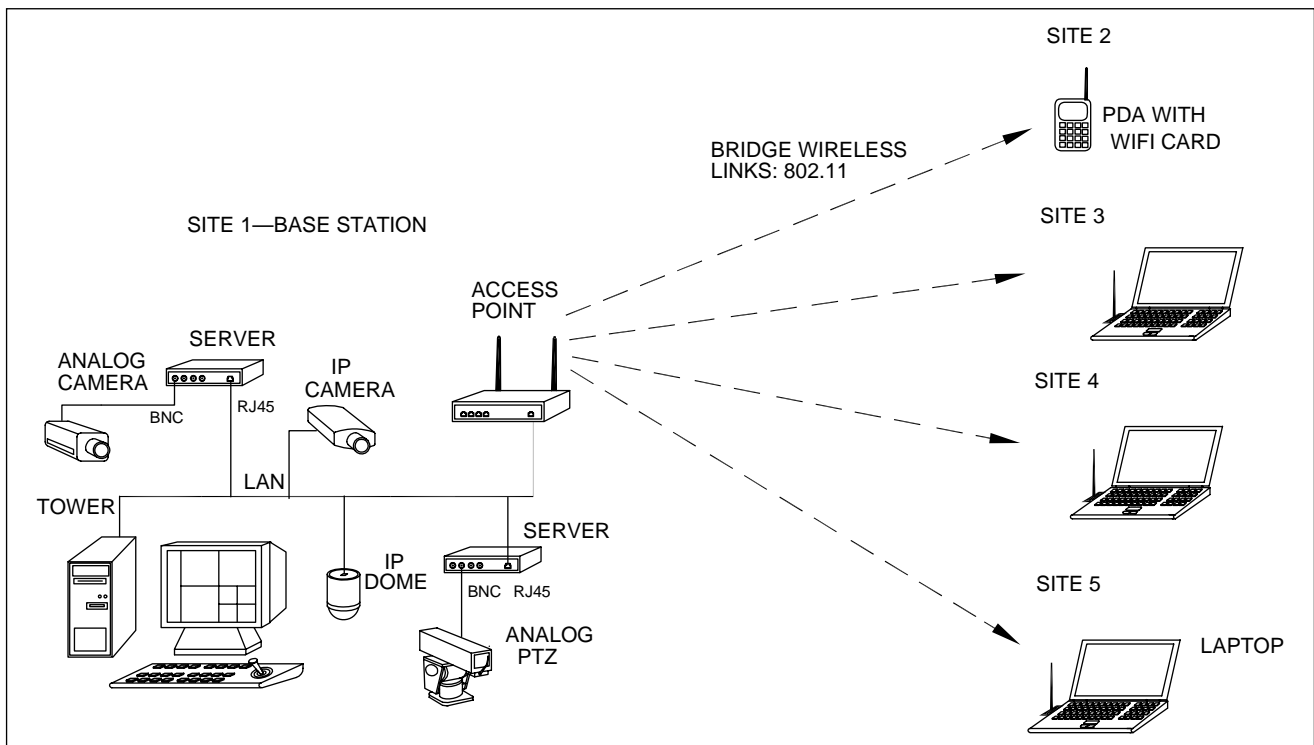 SITE 2
PDA WITH
WIFI CARD
BRIDGE WIRELESS
LINKS: 802.11
SITE 1—BASE STATION
SITE 3
ACCESS
POINT
SERVER
ANALOG
CAMERA
IP
CAMERA
BNC
RJ45
SITE 4
LAN
TOWER
SERVER
IP
DOME
BNC RJ45
ANALOG
PTZ
SITE 5
LAPTOP